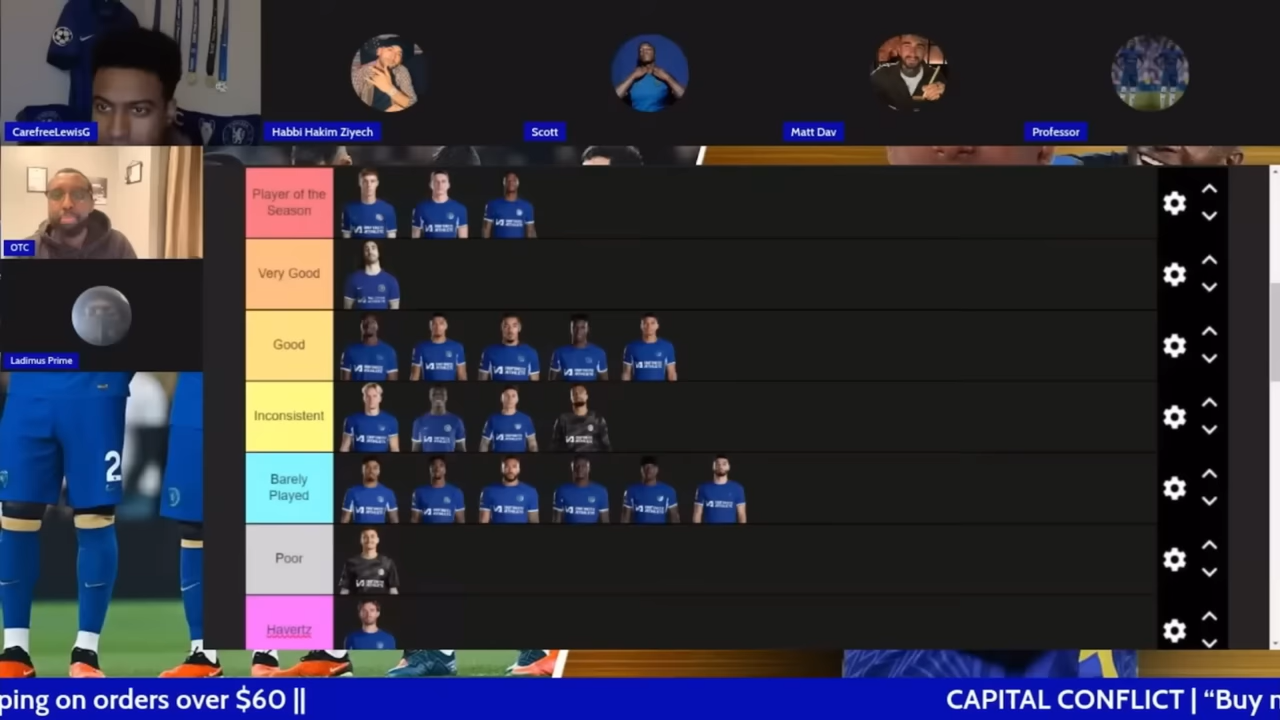 CarefreeLewisG
Habbi Hakim Ziyech
Scott
Matt Dav
Professor
OTC
Ladimus Prime
Player of the
Season
Very Good
Good
Inconsistent
Barely
Played
Poor
Havertz
2
ping on orders over $60 ||
CAPITAL CONFLICT | “Buy